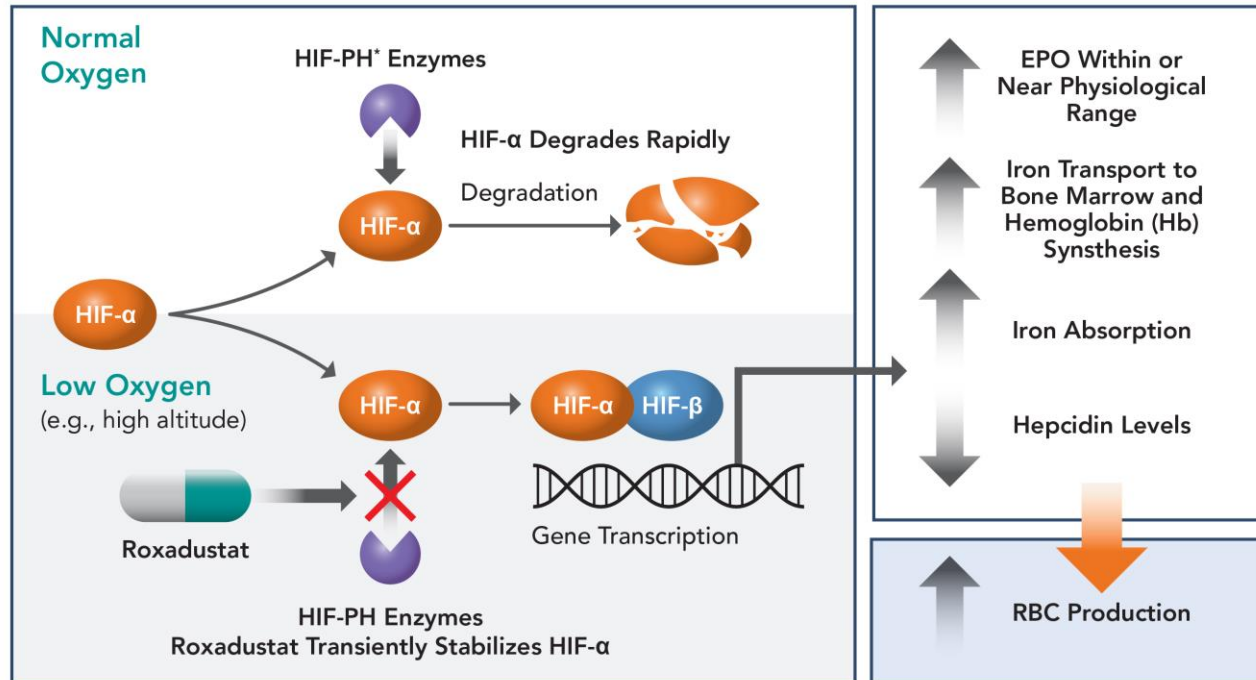 Normal
Oxygen
HIF-PH* Enzymes
HIF-α Degrades Rapidly
Degradation
HIF-α
HIF-α
Low Oxygen
(e.g., high altitude)
HIF-α
HIF-α
HIF-β
Roxadustat
Gene Transcription
HIF-PH Enzymes
Roxadustat Transiently Stabilizes HIF-α
EPO Within or
Near Physiological
Range
Iron Transport to
Bone Marrow and
Hemoglobin (Hb)
Synsthesis
Iron Absorption
Hepcidin Levels
RBC Production